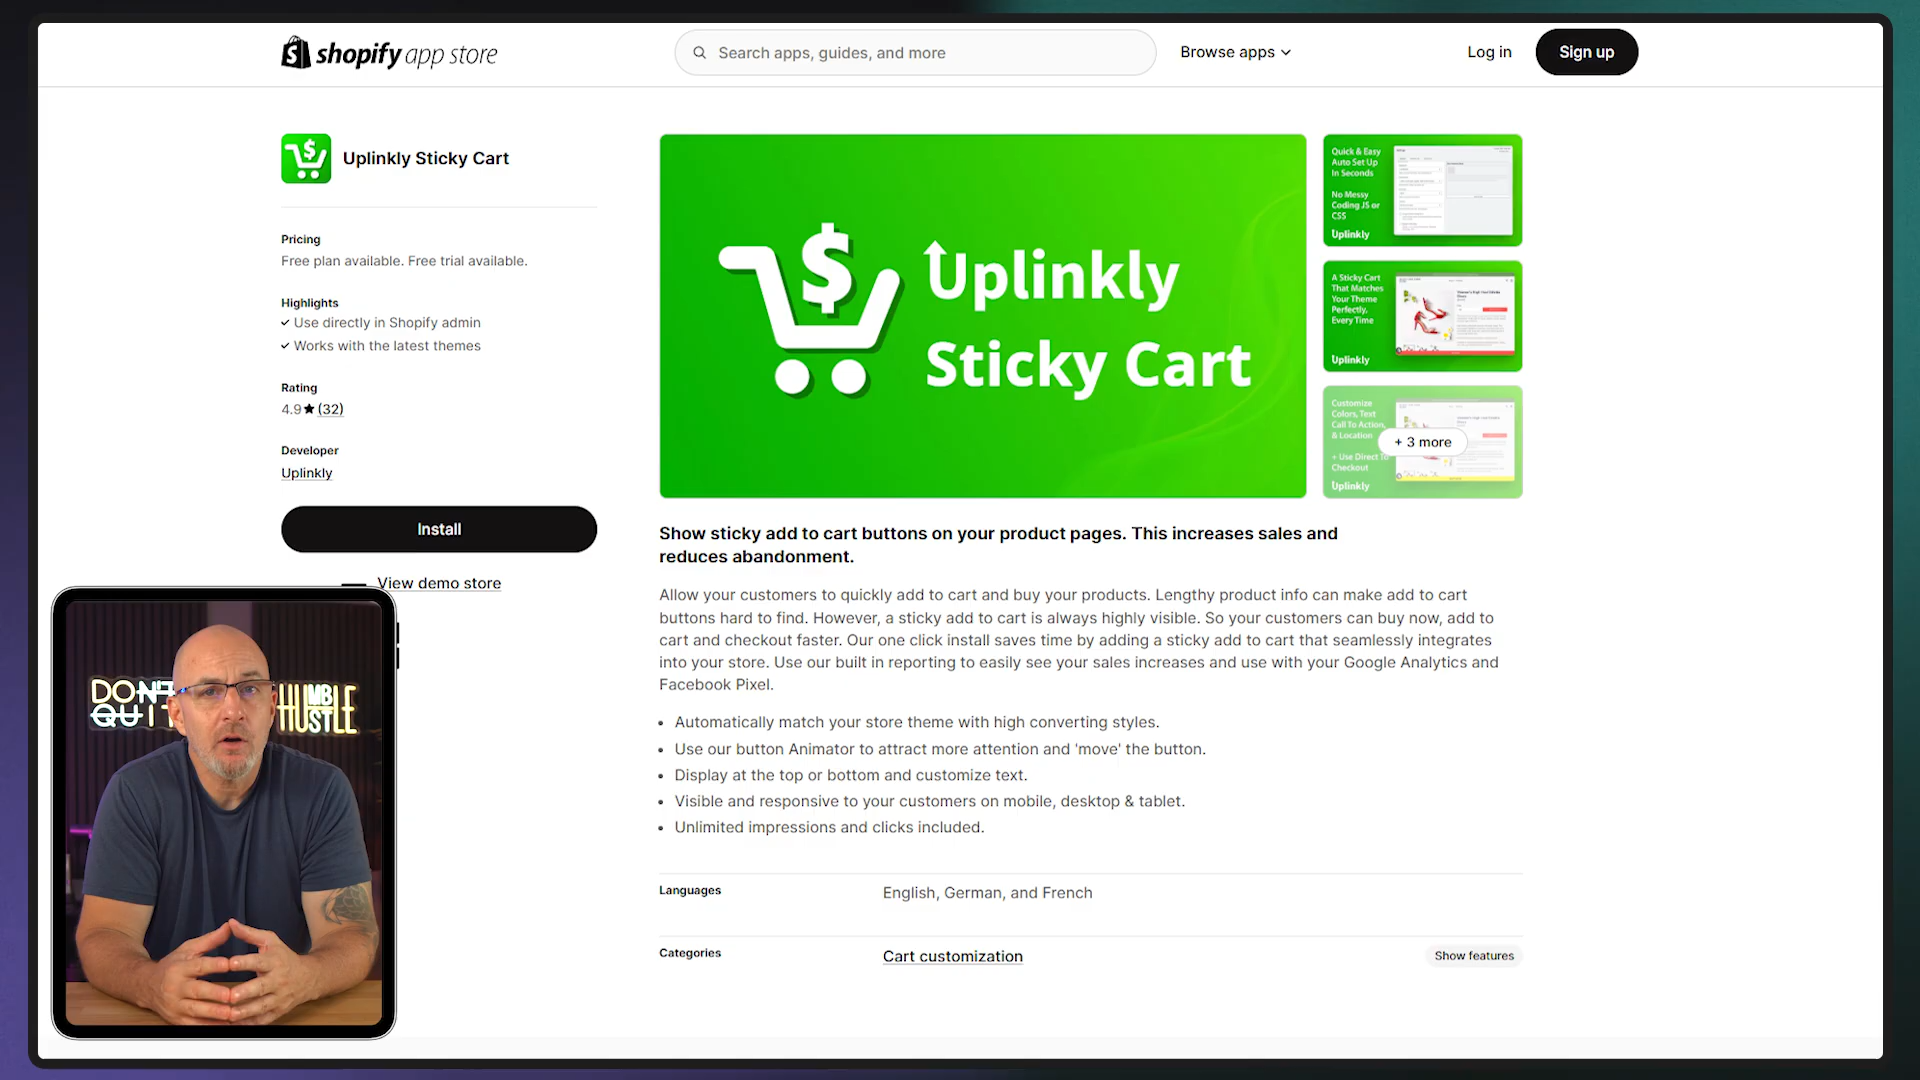 shopify app store
Search apps, guides, and more
Browse apps
Log in
Sign up
Uplinkly Sticky Cart
Pricing
Free plan available. Free trial available.
Highlights
Use directly in Shopify admin
Works with the latest themes
Rating
4.9★ (32)
Developer
Uplinkly
Install
View demo store
Uplinkly
Sticky Cart
Quick & Easy
Auto Set Up
In Seconds
No Messy
Coding JS or
CSS
Uplinkly
A Sticky Cart
That Matches
Your Theme
Perfectly,
Every Time
Uplinkly
Customize
Colors, Text
Call To Action,
& Location
+ Use Direct To
Checkout
Uplinkly
+ 3 more
Show sticky add to cart buttons on your product pages. This increases sales and
reduces abandonment.
Allow your customers to quickly add to cart and buy your products. Lengthy product info can make add to cart
buttons hard to find. However, a sticky add to cart is always highly visible. So your customers can buy now, add to
cart and checkout faster. Our one click install saves time by adding a sticky add to cart that seamlessly integrates
into your store. Use our built in reporting to easily see your sales increases and use with your Google Analytics and
Facebook Pixel.
• Automatically match your store theme with high converting styles.
• Use our button Animator to attract more attention and 'move' the button.
• Display at the top or bottom and customize text.
• Visible and responsive to your customers on mobile, desktop & tablet.
• Unlimited impressions and clicks included.
Languages
English, German, and French
Categories
Cart customization
Show features
DON'T
QUIT
HUMBLE
HUSTLE